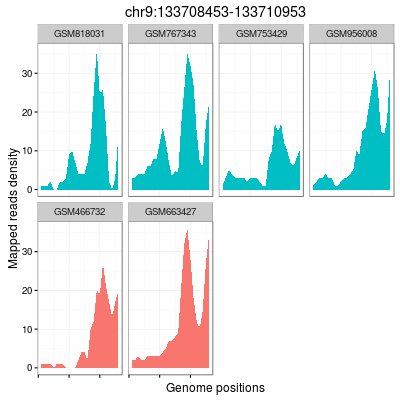 chr9:133708453-133710953
GSM818031 GSM767343 GSM753429 GSM956008
30
20
10
0
GSM466732 GSM663427
30
20
10
0
Mapped reads density
Genome positions